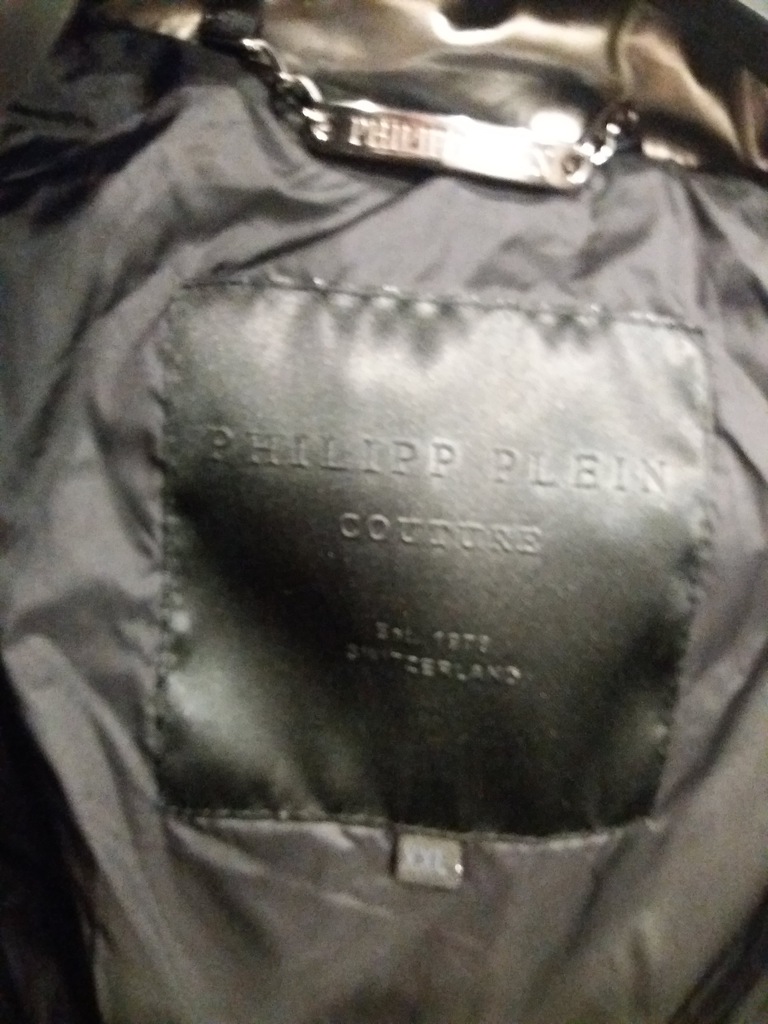 PHILIPP
PHILIPP PLEIN
COUTURE
Est. 1978
SWITZERLAND
XL